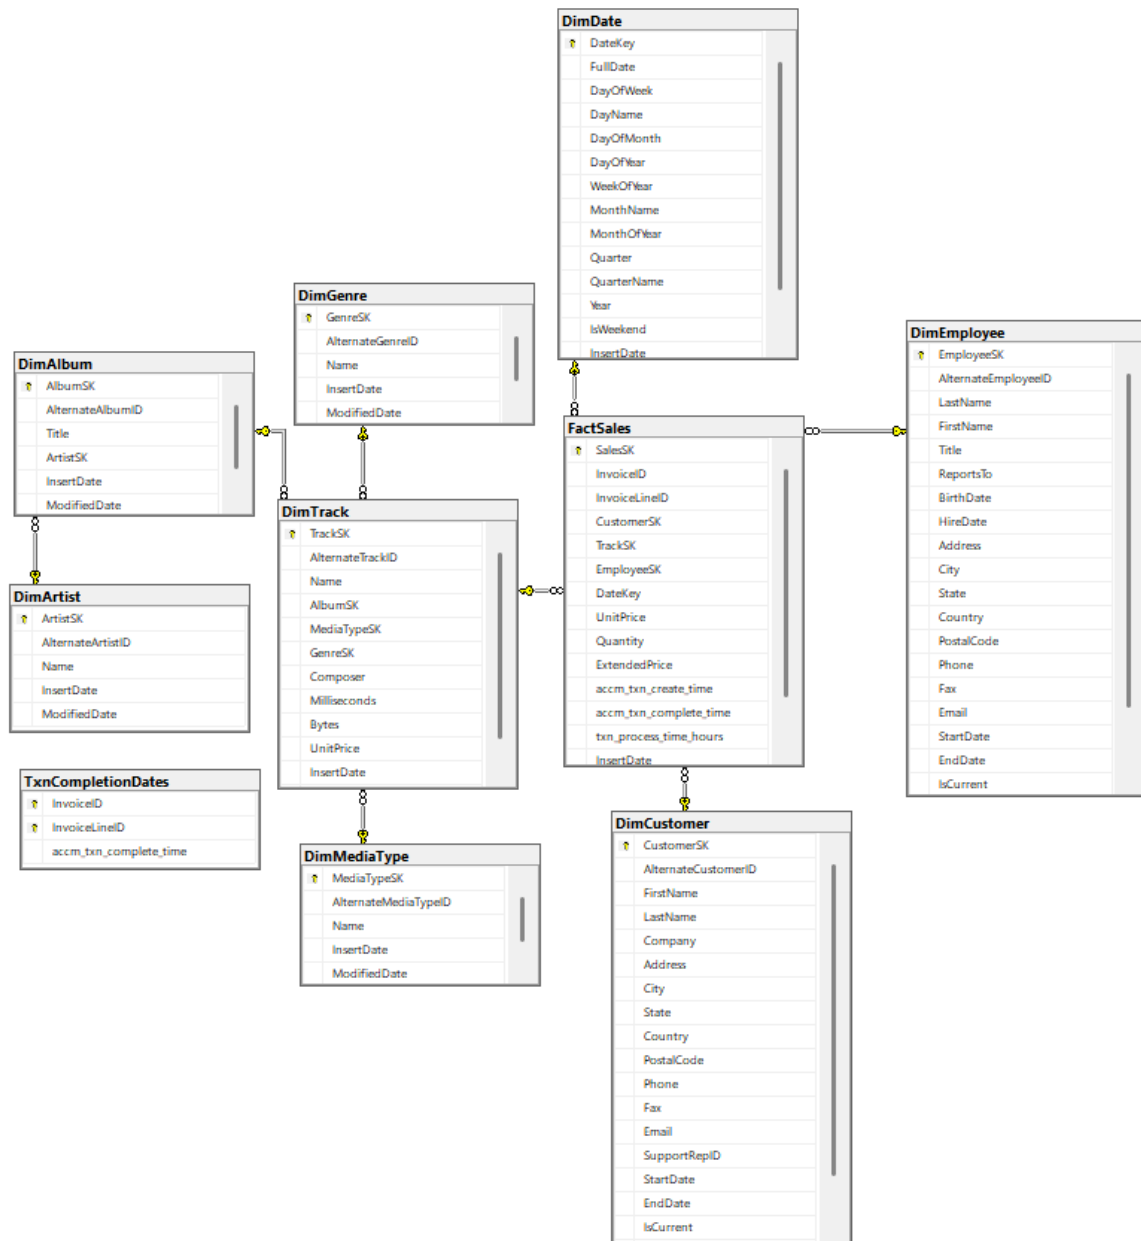 DimDate
DateKey
FullDate
DayOfWeek
DayName
DayOfMonth
DayOfYear
WeekOfYear
MonthName
MonthOfYear
Quarter
QuarterName
Year
IsWeekend
InsertDate
DimGenre
GenreSK
AlternateGenreID
Name
InsertDate
ModifiedDate
DimEmployee
EmployeeSK
AlternateEmployeeID
LastName
FirstName
Title
ReportsTo
BirthDate
HireDate
Address
City
State
Country
PostalCode
Phone
Fax
Email
StartDate
EndDate
IsCurrent
DimAlbum
AlbumSK
AlternateAlbumID
Title
ArtistSK
InsertDate
ModifiedDate
FactSales
SalesSK
InvoiceID
InvoiceLineID
CustomerSK
TrackSK
EmployeeSK
DateKey
UnitPrice
Quantity
ExtendedPrice
accm_txn_create_time
accm_txn_complete_time
txn_process_time_hours
InsertDate
DimTrack
TrackSK
AlternateTrackID
Name
AlbumSK
MediaTypeSK
GenreSK
Composer
Milliseconds
Bytes
UnitPrice
InsertDate
DimArtist
ArtistSK
AlternateArtistID
Name
InsertDate
ModifiedDate
TxnCompletionDates
InvoiceID
InvoiceLineID
accm_txn_complete_time
DimMediaType
MediaTypeSK
AlternateMediaTypeID
Name
InsertDate
ModifiedDate
DimCustomer
CustomerSK
AlternateCustomerID
FirstName
LastName
Company
Address
City
State
Country
PostalCode
Phone
Fax
Email
SupportRepID
StartDate
EndDate
IsCurrent